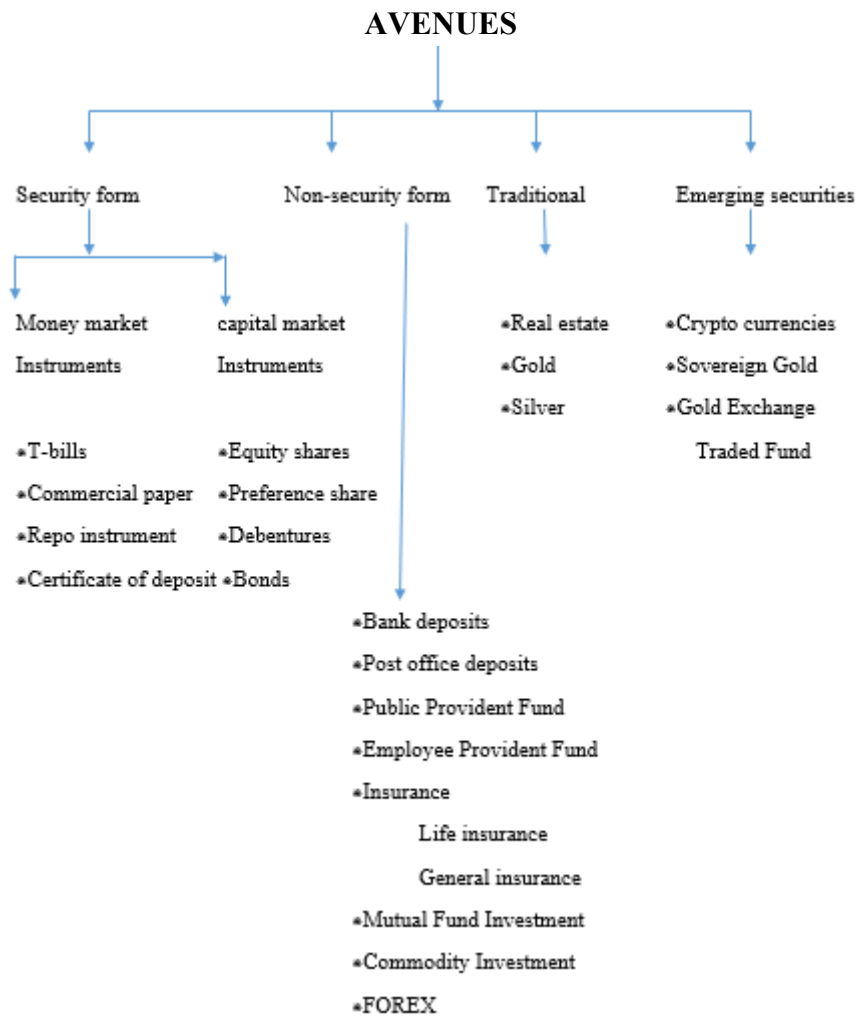 AVENUES
Security form
Non-security form
Traditional
Emerging securities
Money market
Instruments
*T-bills
*Commercial paper
*Repo instrument
*Certificate of deposit
capital market
Instruments
*Equity shares
*Preference share
*Debentures
*Bonds
*Bank deposits
*Post office deposits
*Public Provident Fund
*Employee Provident Fund
*Insurance
Life insurance
General insurance
*Mutual Fund Investment
*Commodity Investment
*FOREX
*Real estate
*Gold
*Silver
*Crypto currencies
*Sovereign Gold
*Gold Exchange
Traded Fund